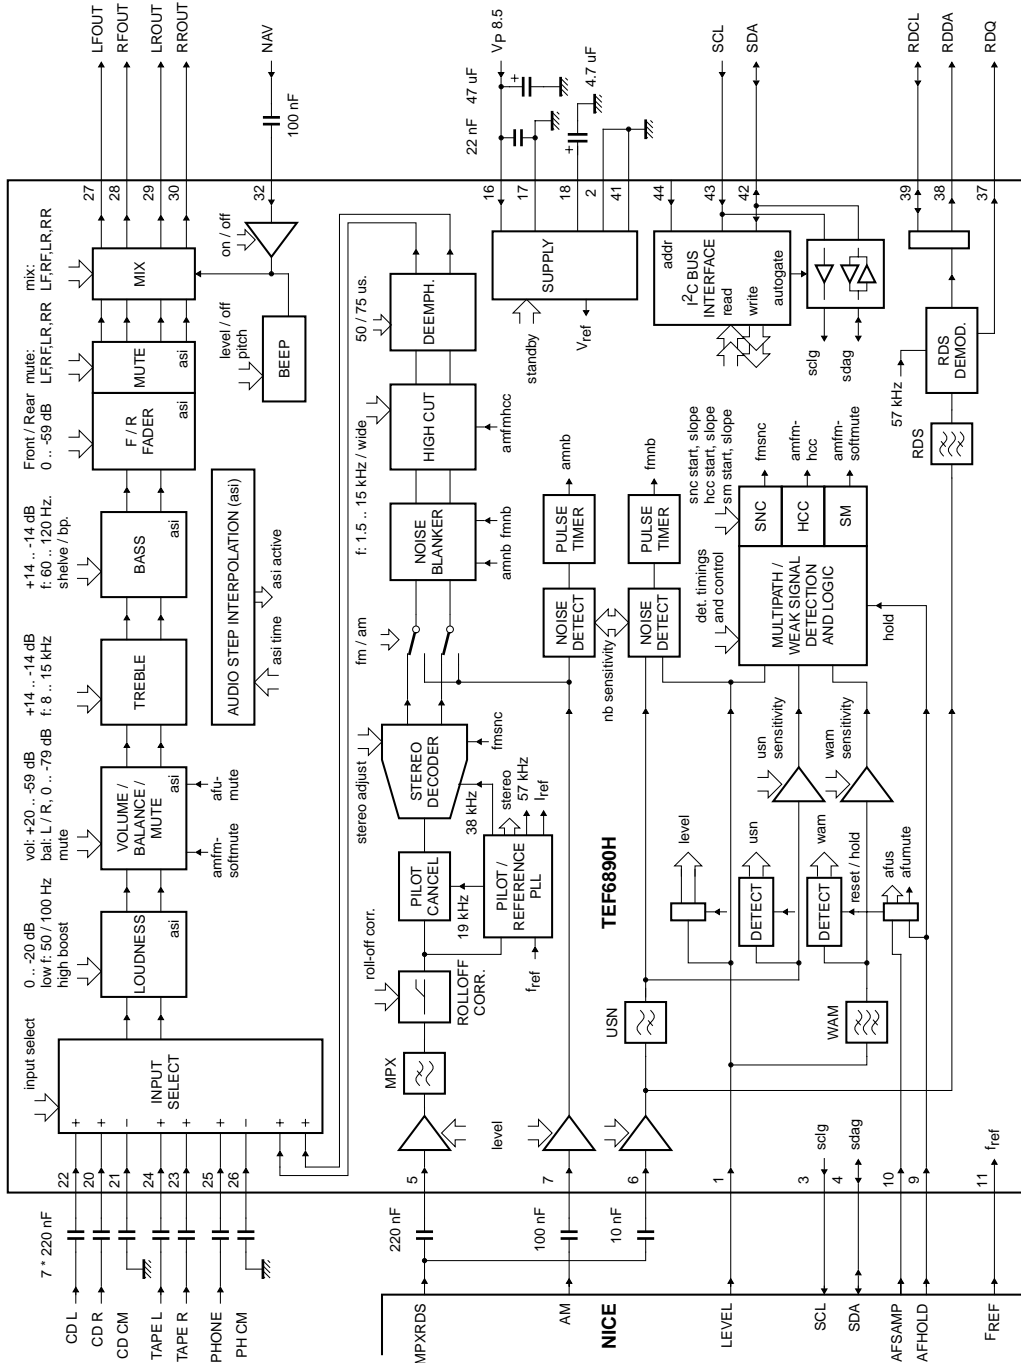 CD L
CD R
CD CM
TAPE L
TAPE R
PHONE
PH CM
7 * 220 nF
22
20
21
24
23
25
26
+
+
−
+
+
+
−
+
+
input select
INPUT
SELECT
0 .. -20 dB
low f: 50 / 100 Hz
high boost
LOUDNESS
asi
vol: +20 .. -59 dB
bal: L / R, 0 .. -79 dB
mute
VOLUME /
BALANCE /
MUTE
asi
amfm-
softmute
afu-
mute
+14 .. -14 dB
f: 8 .. 15 kHz
TREBLE
+14 .. -14 dB
f: 60 .. 120 Hz.
shelve / bp.
BASS
asi
AUDIO STEP INTERPOLATION (asi)
asi time
asi active
Front / Rear
0 .. -59 dB
F / R
FADER
asi
mute:
LF,RF,LR,RR
MUTE
asi
mix:
LF,RF,LR,RR
MIX
level / off
pitch
BEEP
on / off
27
28
29
30
32
LFOUT
RFOUT
LROUT
RROUT
NAV
100 nF
MPXRDS
220 nF
5
MPX
roll-off corr.
ROLLOFF
CORR.
PILOT
CANCEL
19 kHz
38 kHz
PILOT /
REFERENCE
PLL
fref
stereo
57 kHz
Iref
stereo adjust
STEREO
DECODER
fmsnc
fm / am
f: 1.5 .. 15 kHz / wide
NOISE
BLANKER
amnb fmnb
HIGH CUT
amfmhcc
50 / 75 us.
DEEMPH.
22 nF
47 uF
VP 8.5
4.7 uF
+
+
16
17
18
2
41
SUPPLY
standby
Vref
44
43
42
SCL
SDA
addr
I2C BUS
INTERFACE
read
write
autogate
sclg
sdag
AM
NICE
100 nF
10 nF
7
6
level
TEF6890H
NOISE
DETECT
PULSE
TIMER
amnb
nb sensitivity
NOISE
DETECT
PULSE
TIMER
fmnb
USN
WAM
LEVEL
1
level
DETECT
usn
DETECT
wam
reset / hold
usn
sensitivity
wam
sensitivity
det. timings
and control
MULTIPATH /
WEAK SIGNAL
DETECTION
AND LOGIC
hold
snc start, slope
hcc start, slope
sm start, slope
SNC
HCC
SM
fmsnc
amfm-
hcc
amfm-
softmute
RDS
57 kHz
RDS
DEMOD.
39
38
37
RDCL
RDDA
RDQ
SCL
SDA
3
4
sclg
sdag
AFSAMP
AFHOLD
10
9
afus
afumute
FREF
11
fref